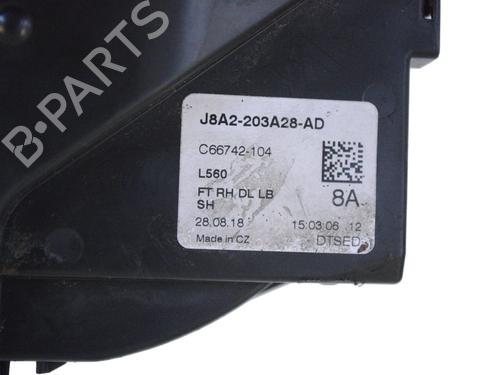 B-PARTS
J8A2-203A28-AD
C66742-104
L560
FT RH DL LB
SH
8A
28.08.18 15:03:06 12
Made in CZ DTSED